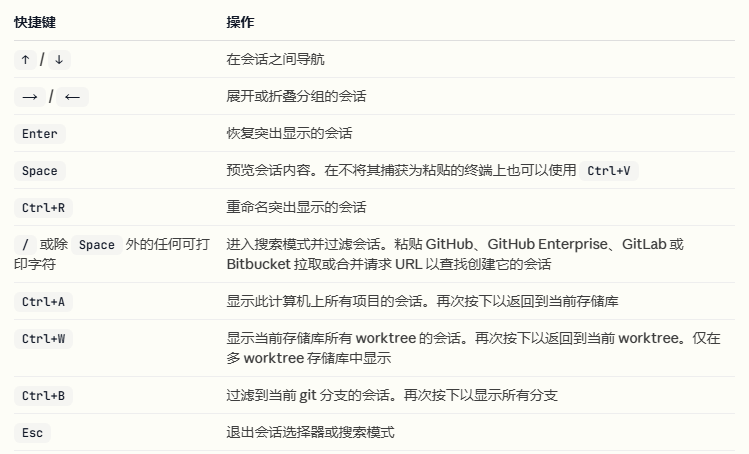 快捷键 操作
↑ / ↓ 在会话之间导航
→ / ← 展开或折叠分组的会话
Enter 恢复突出显示的会话
Space 预览会话内容。在不将其捕获为粘贴的终端上也可以使用 Ctrl+V
Ctrl+R 重命名突出显示的会话
/ 或除 Space 外的任何可打
印字符
进入搜索模式并过滤会话。粘贴 GitHub、GitHub Enterprise、GitLab 或
Bitbucket 拉取或合并请求 URL 以查找创建它的会话
Ctrl+A 显示此计算机上所有项目的会话。再次按下以返回到当前存储库
Ctrl+W 显示当前存储库所有 worktree 的会话。再次按下以返回到当前 worktree。仅在
多 worktree 存储库中显示
Ctrl+B 过滤到当前 git 分支的会话。再次按下以显示所有分支
Esc 退出会话选择器或搜索模式